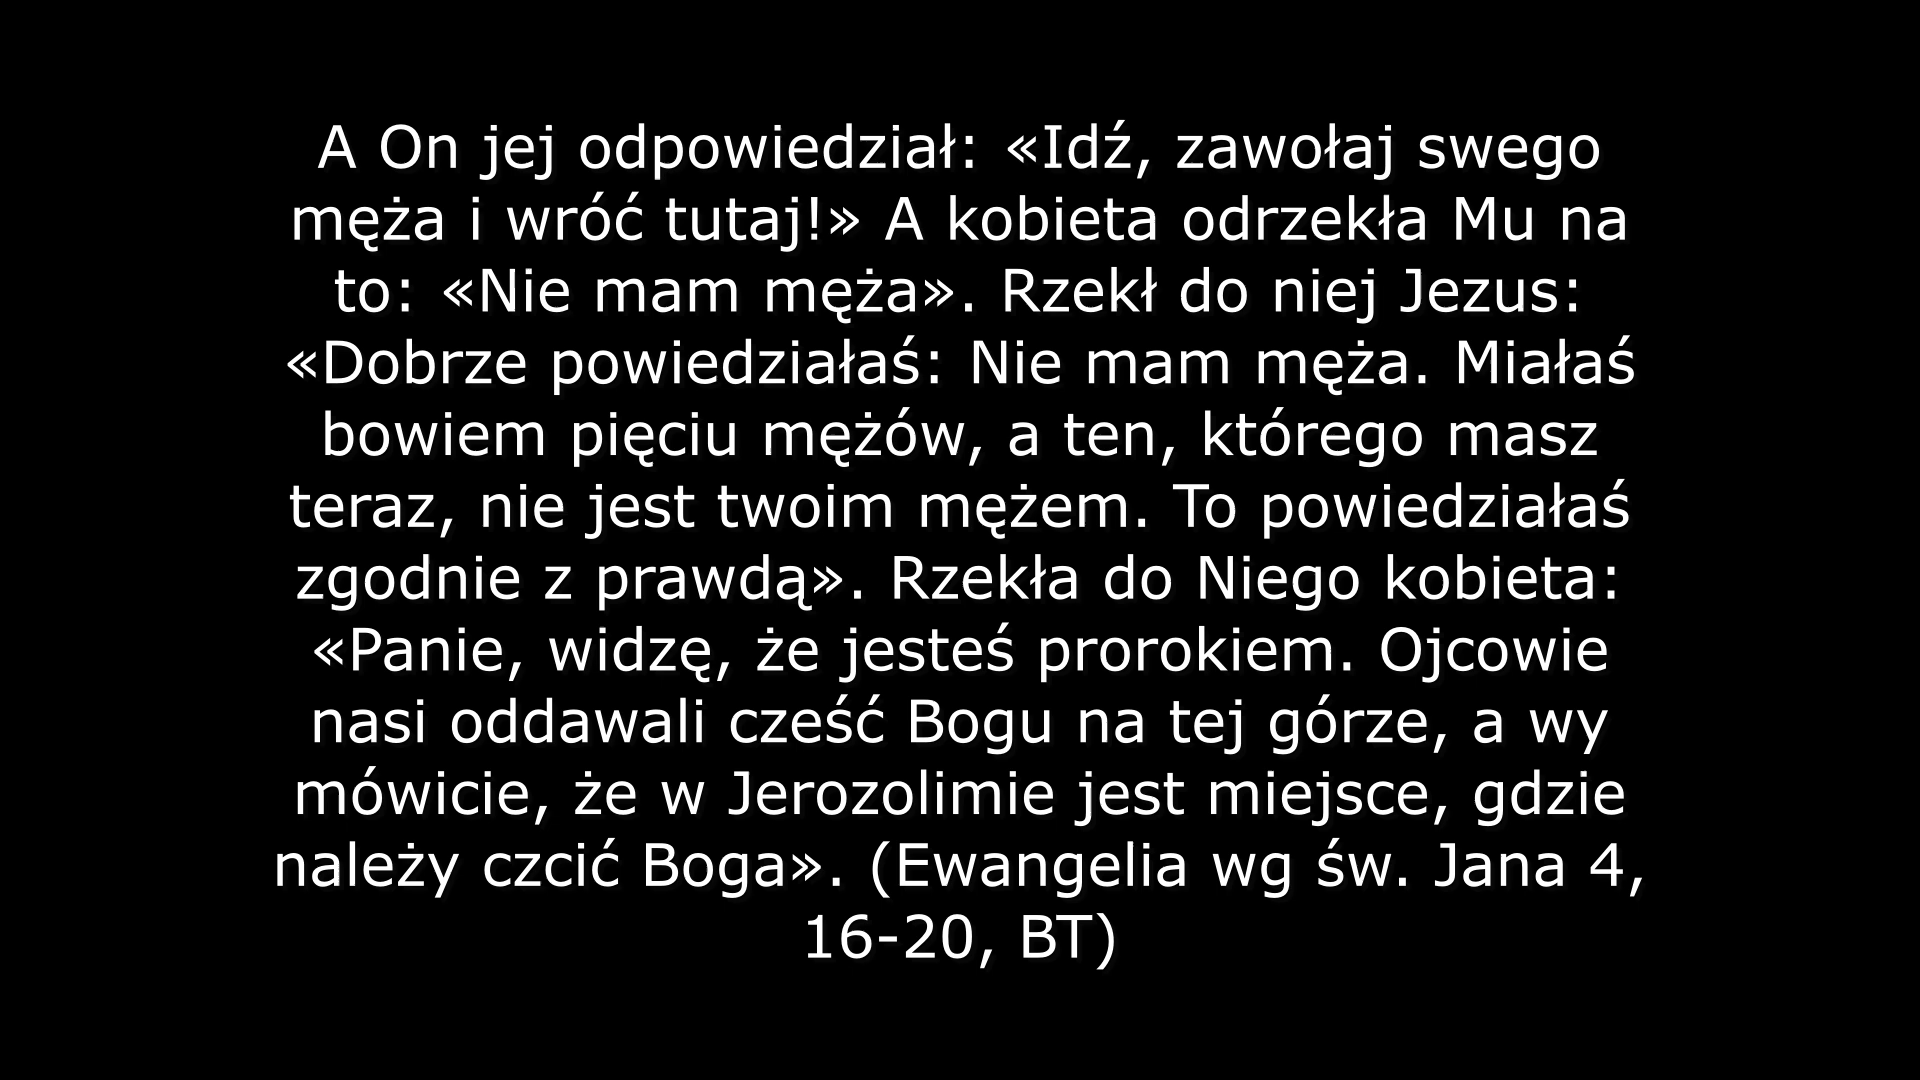 A On jej odpowiedział: «Idź, zawołaj swego
męża i wróć tutaj!» A kobieta odrzekła Mu na
to: «Nie mam męża». Rzekł do niej Jezus:
«Dobrze powiedziałaś: Nie mam męża. Miałaś
bowiem pięciu mężów, a ten, którego masz
teraz, nie jest twoim mężem. To powiedziałaś
zgodnie z prawdą». Rzekła do Niego kobieta:
«Panie, widzę, że jesteś prorokiem. Ojcowie
nasi oddawali cześć Bogu na tej górze, a wy
mówicie, że w Jerozolimie jest miejsce, gdzie
należy czcić Boga». (Ewangelia wg św. Jana 4,
16-20, BT)